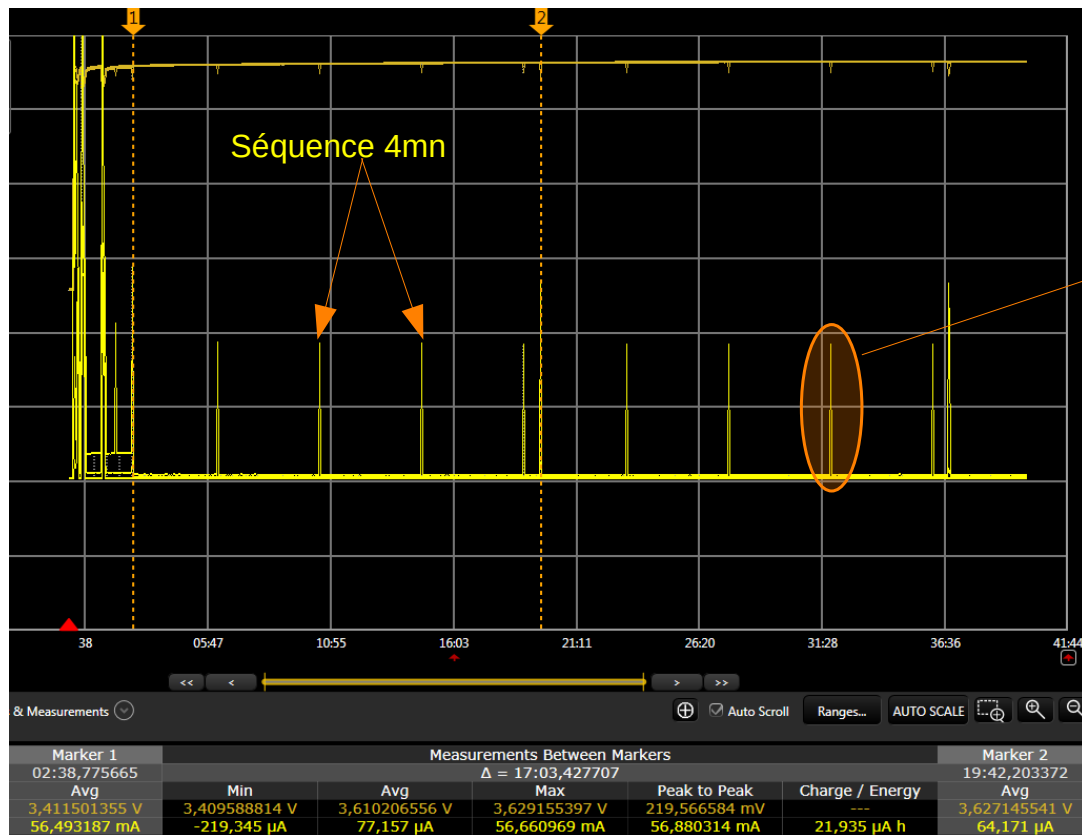 1 2
Séquence 4mn
38 05:47 10:55 16:03 21:11 26:20 31:28 36:36 41:44
<< < > >>
& Measurements Auto Scroll Ranges... AUTO SCALE
Marker 1 Measurements Between Markers Marker 2
02:38,775665 Δ = 17:03,427707 19:42,203372
Avg Min Avg Max Peak to Peak Charge / Energy Avg
3,411501355 V 3,409588814 V 3,610206556 V 3,629155397 V 219,566584 mV --- 3,627145541 V
56,493187 mA -219,345 µA 77,157 µA 56,660969 mA 56,880314 mA 21,935 µA h 64,171 µA